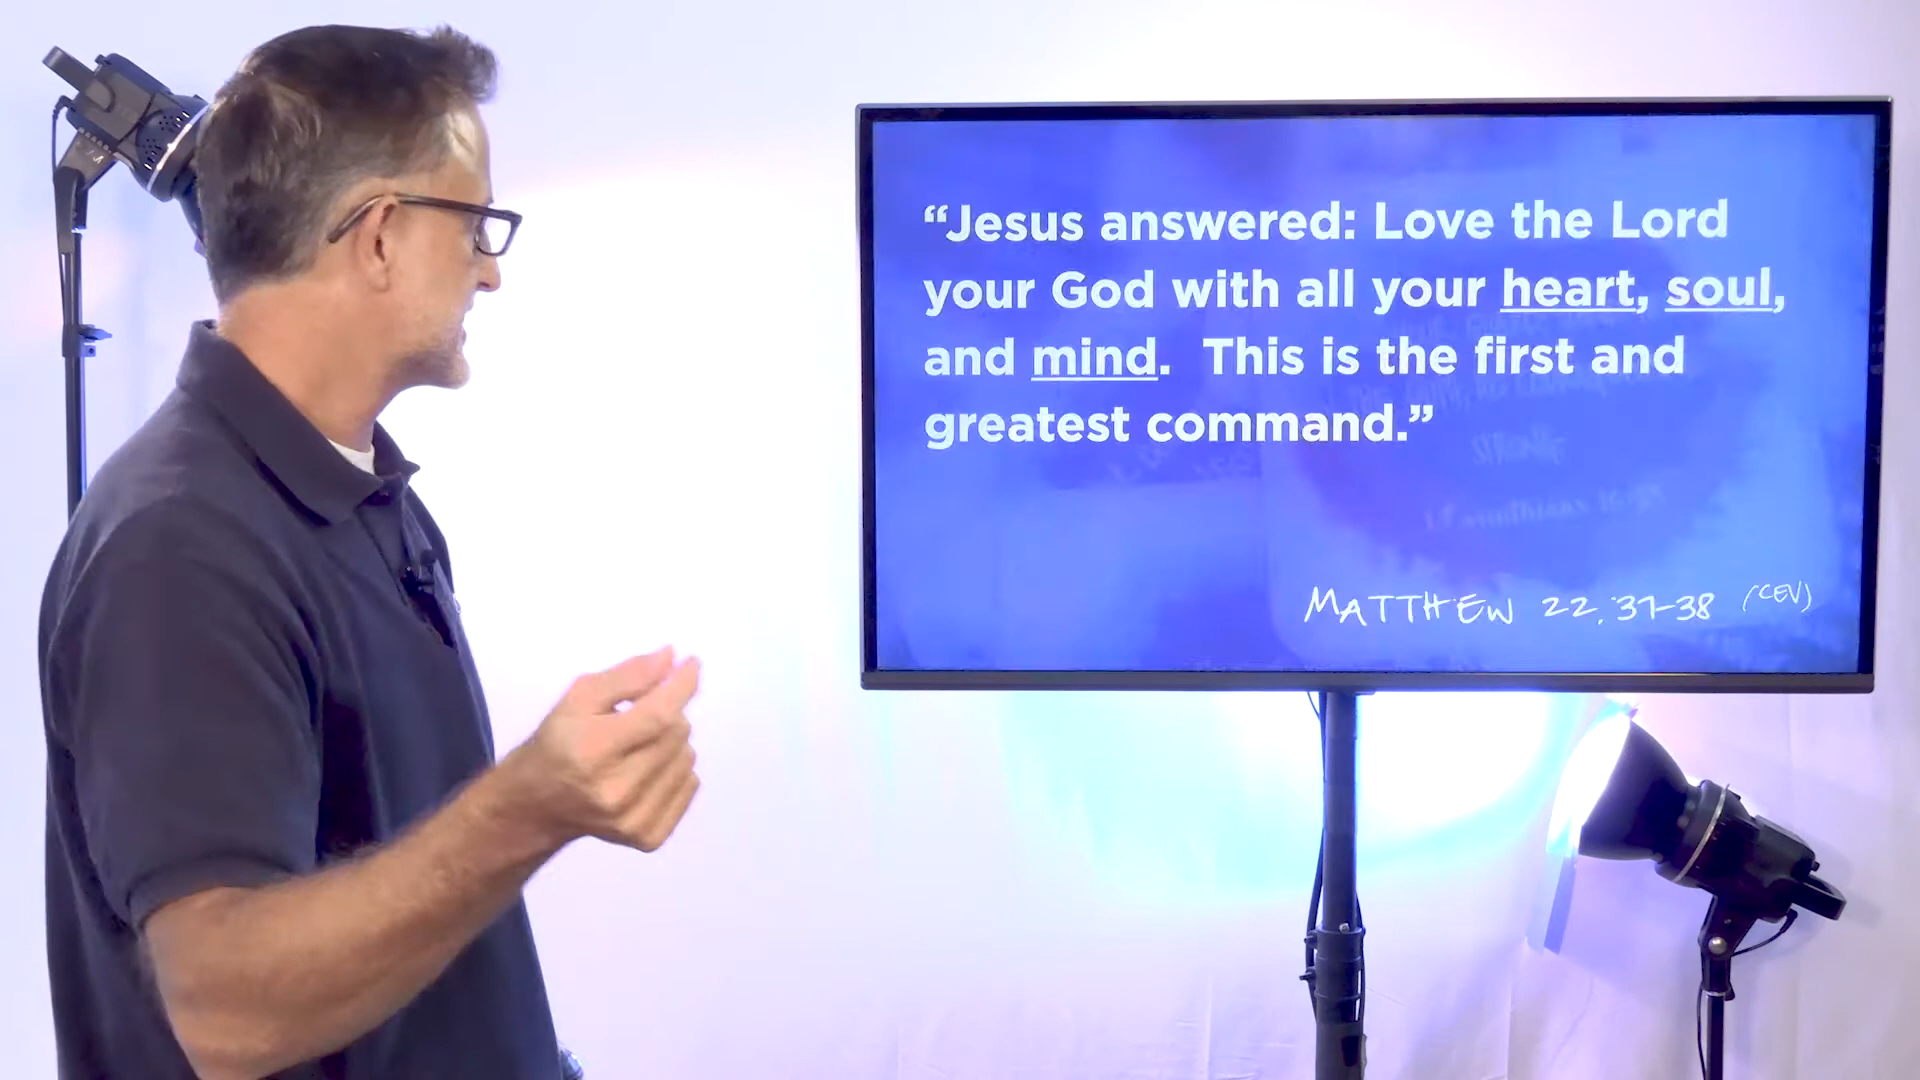 “Jesus answered: Love the Lord
your God with all your heart, soul,
and mind. This is the first and
greatest command.”
MATTHEW 22:37-38 (CEV)